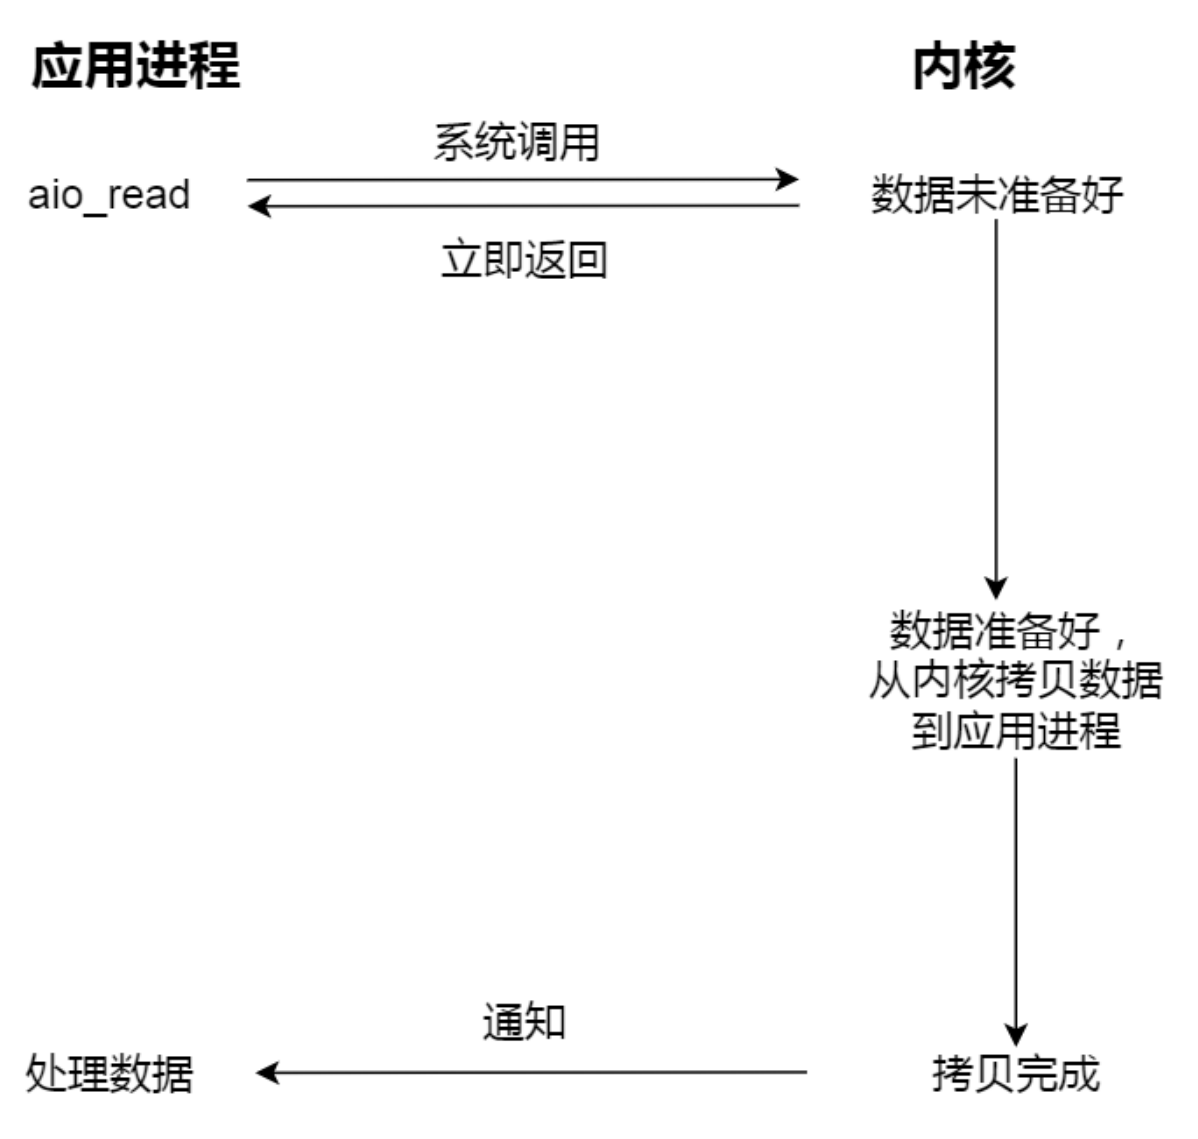 应用进程
内核
系统调用
aio_read
数据未准备好
立即返回
数据准备好，
从内核拷贝数据
到应用进程
通知
处理数据
拷贝完成